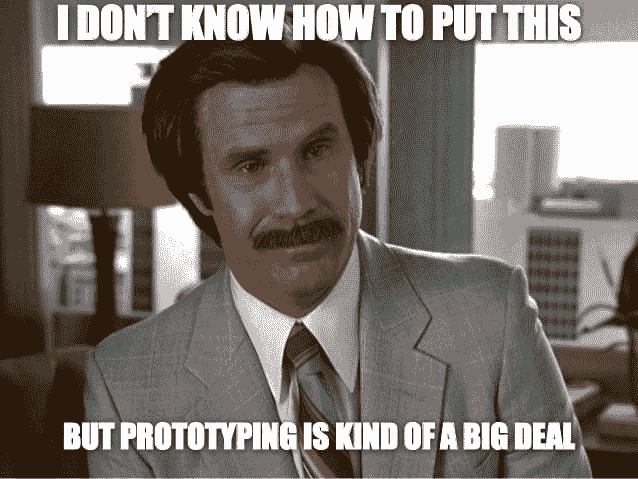 I DON'T KNOW HOW TO PUT THIS
BUT PROTOTYPING IS KIND OF A BIG DEAL